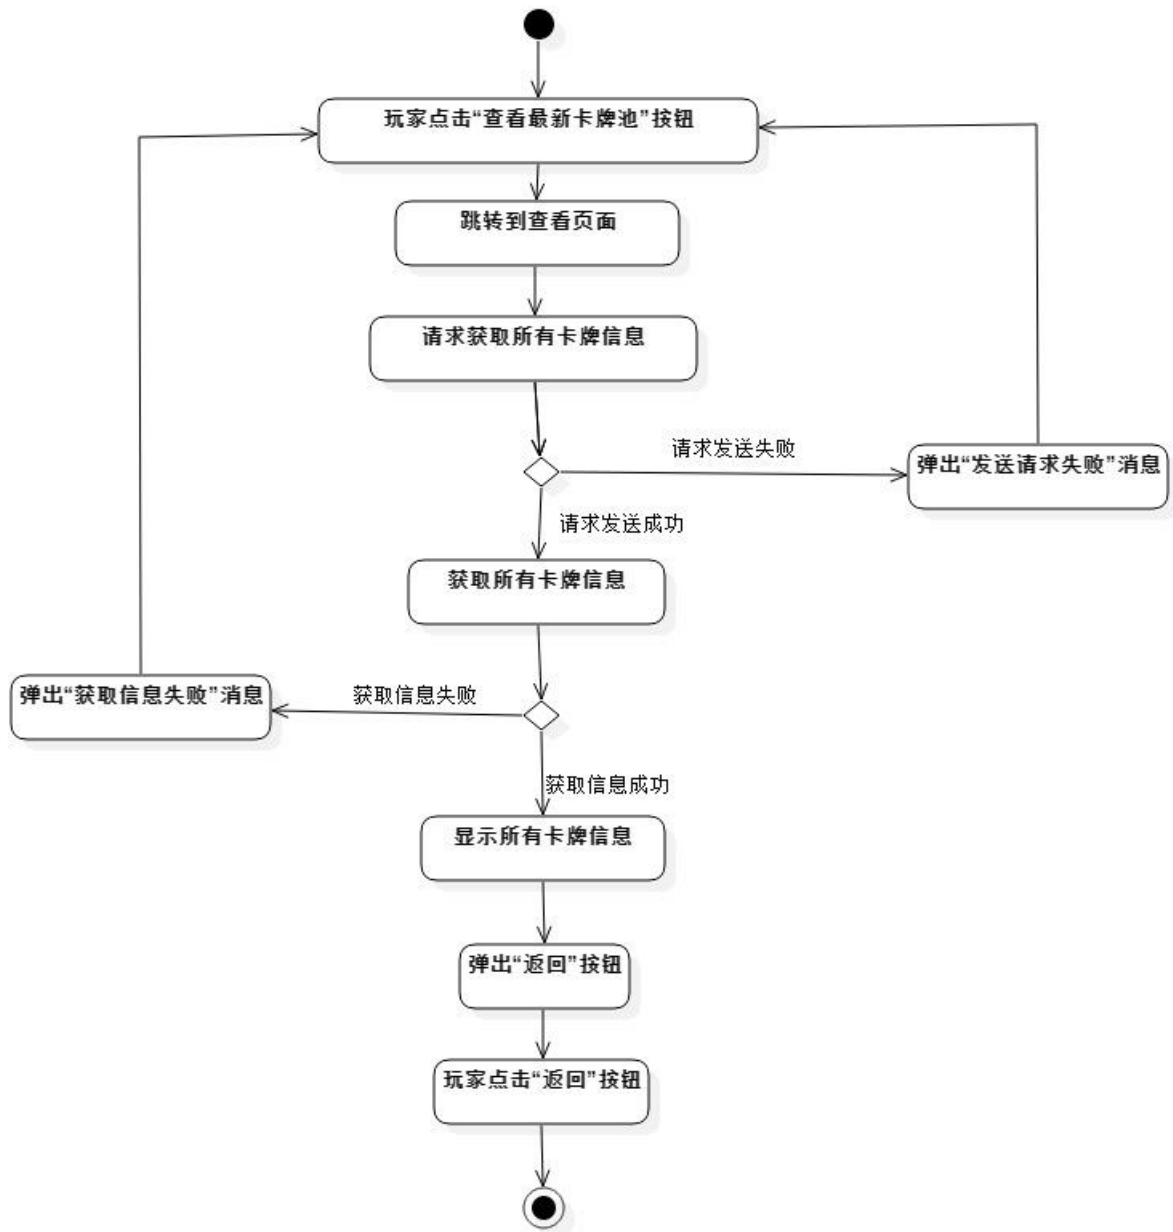 玩家点击“查看最新卡牌池”按钮
跳转到查看页面
请求获取所有卡牌信息
请求发送失败
弹出“发送请求失败”消息
请求发送成功
获取所有卡牌信息
弹出“获取信息失败”消息
获取信息失败
获取信息成功
显示所有卡牌信息
弹出“返回”按钮
玩家点击“返回”按钮